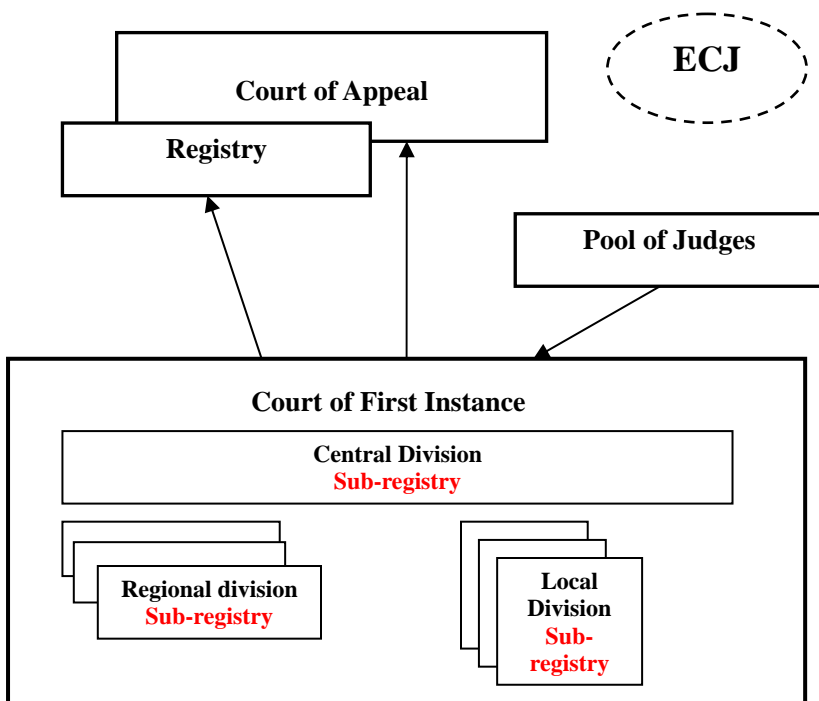 ECJ
Court of Appeal
Registry
Pool of Judges
Court of First Instance
Central Division
Sub-registry
Regional division
Sub-registry
Local
Division
Sub-
registry